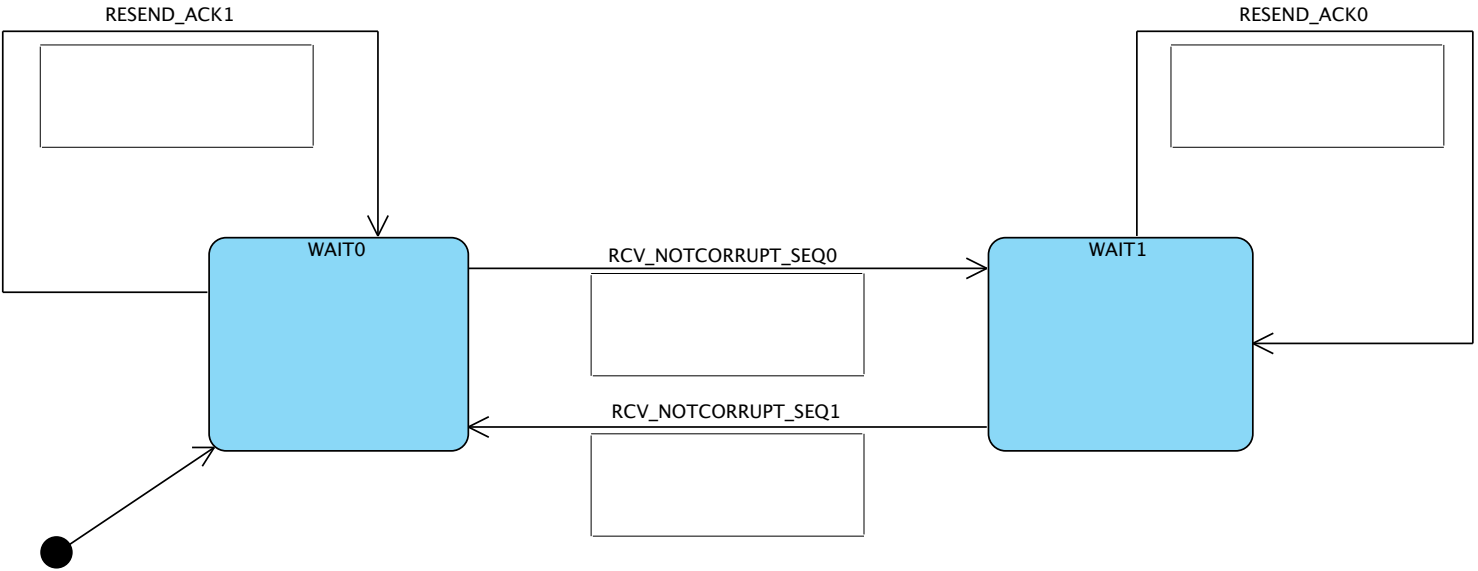 RESEND_ACK1
RESEND_ACK0
WAIT0
RCV_NOTCORRUPT_SEQ0
WAIT1
RCV_NOTCORRUPT_SEQ1